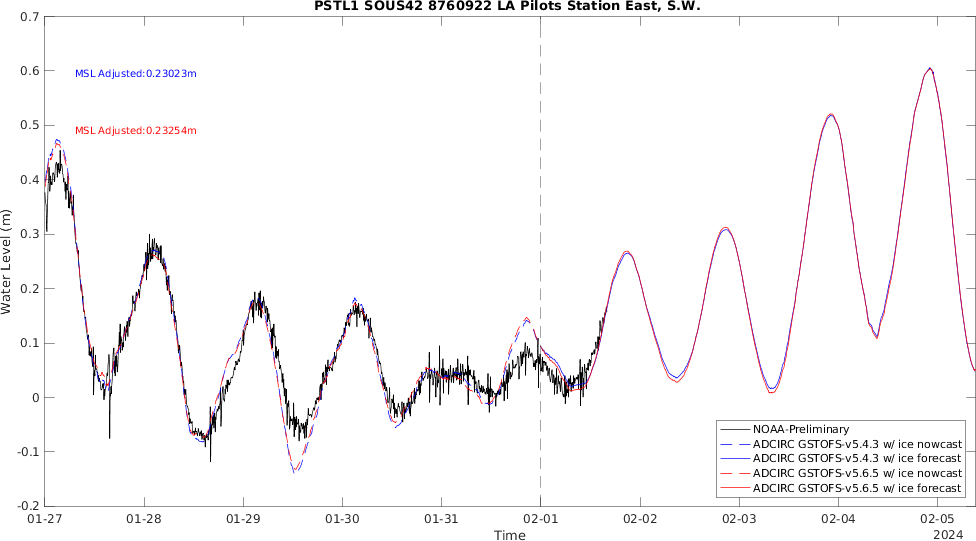 PSTL1 SOUS42 8760922 LA Pilots Station East, S.W.
0.7
0.6
0.5
0.4
0.3
0.2
0.1
0
-0.1
-0.2
Water Level (m)
MSL Adjusted:0.23023m
MSL Adjusted:0.23254m
NOAA-Preliminary
ADCIRC GSTOFS-v5.4.3 w/ ice nowcast
ADCIRC GSTOFS-v5.4.3 w/ ice forecast
ADCIRC GSTOFS-v5.6.5 w/ ice nowcast
ADCIRC GSTOFS-v5.6.5 w/ ice forecast
01-27 01-28 01-29 01-30 01-31 02-01 02-02 02-03 02-04 02-05
Time
2024